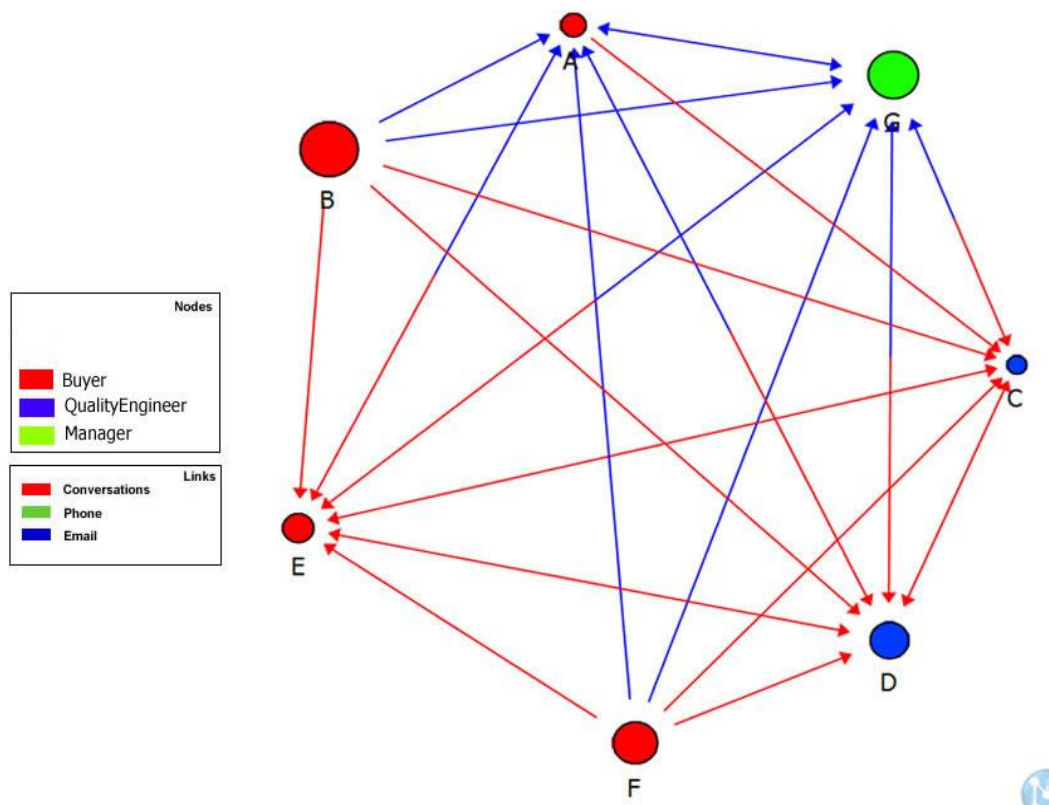 A
G
B
Nodes
Buyer
QualityEngineer
Manager
C
Links
Conversations
Phone
Email
E
D
F